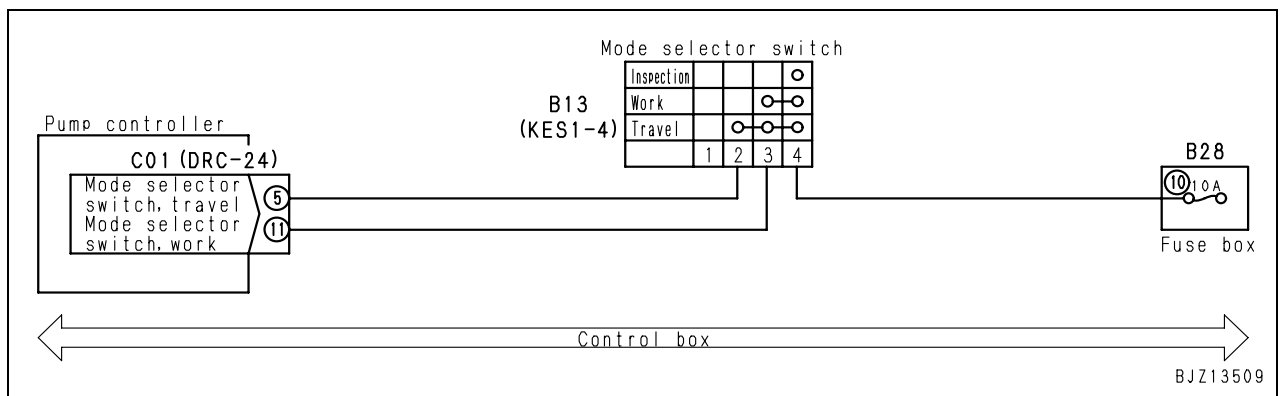 Mode selector switch
Inspection
B13
Work
(KES1-4)
Travel
1 2 3 4
Pump controller
C01 (DRC-24)
Mode selector
switch, travel
5
Mode selector
switch, work
11
B28
10
10A
Fuse box
Control box
BJZ13509